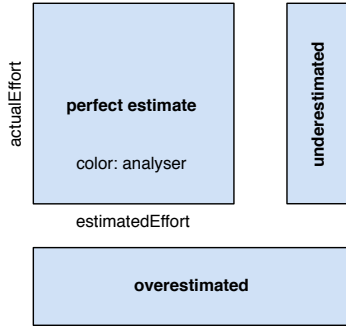 actualEffort
perfect estimate
color: analyser
estimatedEffort
underestimated
overestimated